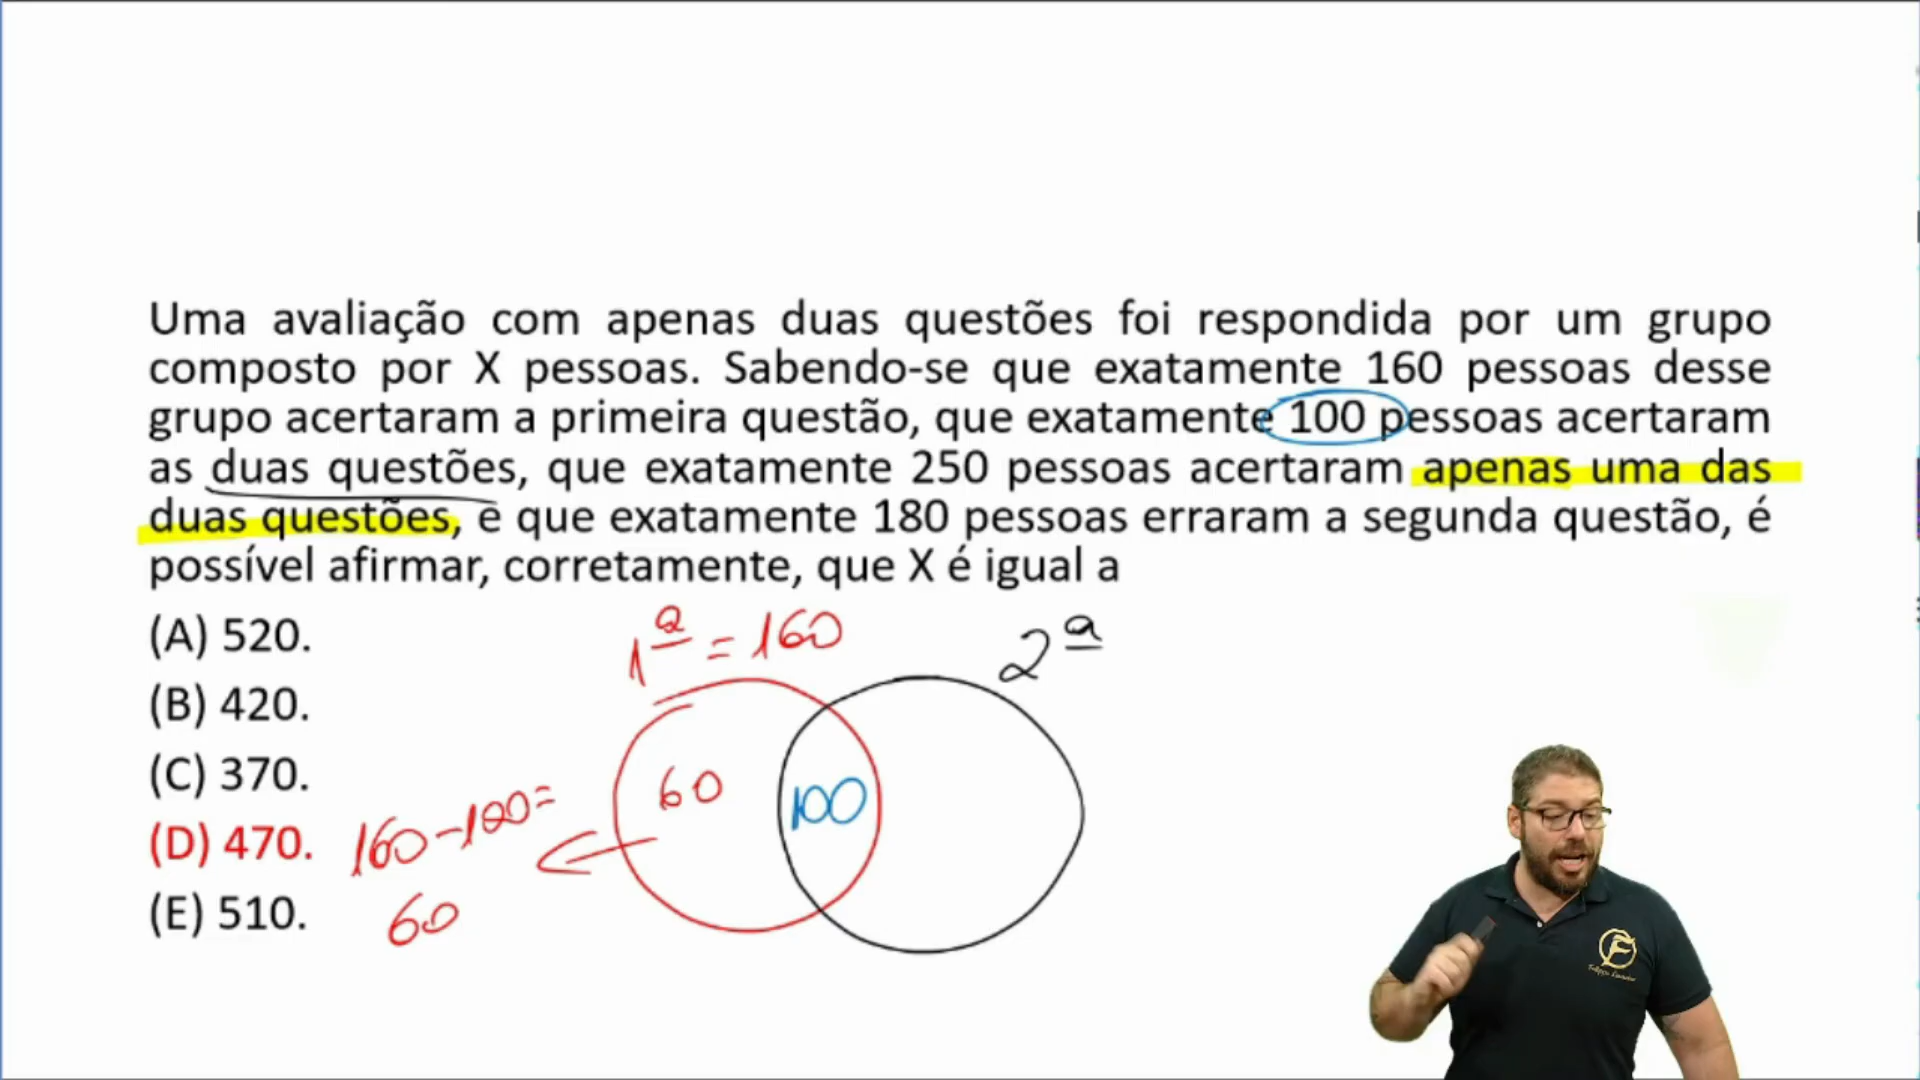 Uma avaliação com apenas duas questões foi respondida por um grupo
composto por X pessoas. Sabendo-se que exatamente 160 pessoas desse
grupo acertaram a primeira questão, que exatamente 100 pessoas acertaram
as duas questões, que exatamente 250 pessoas acertaram apenas uma das
duas questões, e que exatamente 180 pessoas erraram a segunda questão, é
possível afirmar, corretamente, que X é igual a
(A) 520.
(B) 420.
(C) 370.
(D) 470.
(E) 510.
1ª = 160
2ª
60
100
160-100=
60